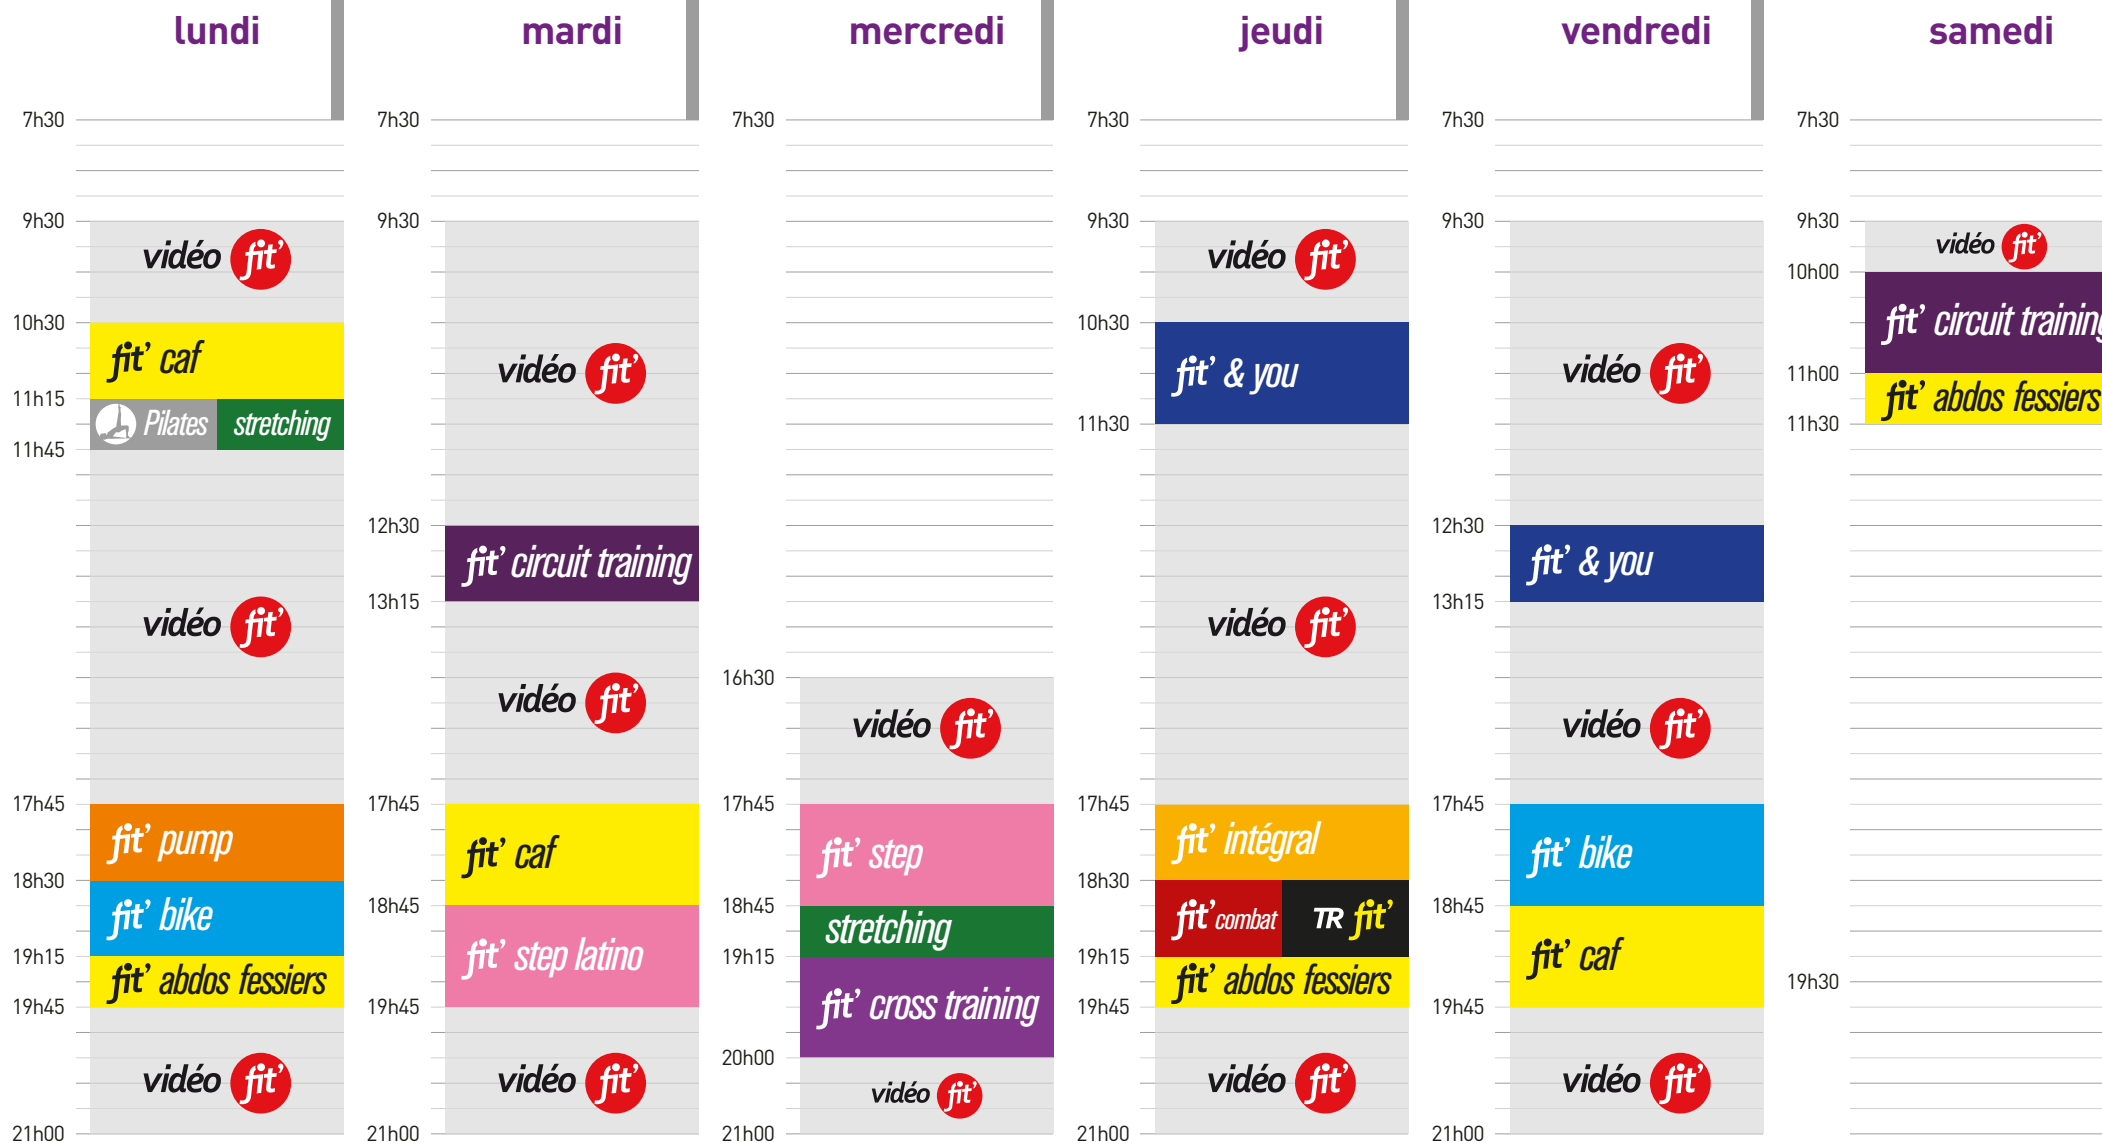 lundi
7h30
9h30
vidéo fit'
10h30
fit' caf
11h15
Pilates stretching
11h45
vidéo fit'
17h45
fit' pump
18h30
fit' bike
19h15
fit' abdos fessiers
19h45
vidéo fit'
21h00
mardi
7h30
9h30
vidéo fit'
12h30
fit' circuit training
13h15
vidéo fit'
17h45
fit' caf
18h45
fit' step latino
19h45
vidéo fit'
21h00
mercredi
7h30
16h30
vidéo fit'
17h45
fit' step
18h45
stretching
19h15
fit' cross training
20h00
vidéo fit'
21h00
jeudi
7h30
9h30
vidéo fit'
10h30
fit' & you
11h30
vidéo fit'
17h45
fit' intégral
18h30
fit' combat TR fit'
19h15
fit' abdos fessiers
19h45
vidéo fit'
21h00
vendredi
7h30
9h30
vidéo fit'
12h30
fit' & you
13h15
vidéo fit'
17h45
fit' bike
18h45
fit' caf
19h45
vidéo fit'
21h00
samedi
7h30
9h30
vidéo fit'
10h00
fit' circuit training
11h00
fit' abdos fessiers
11h30
19h30